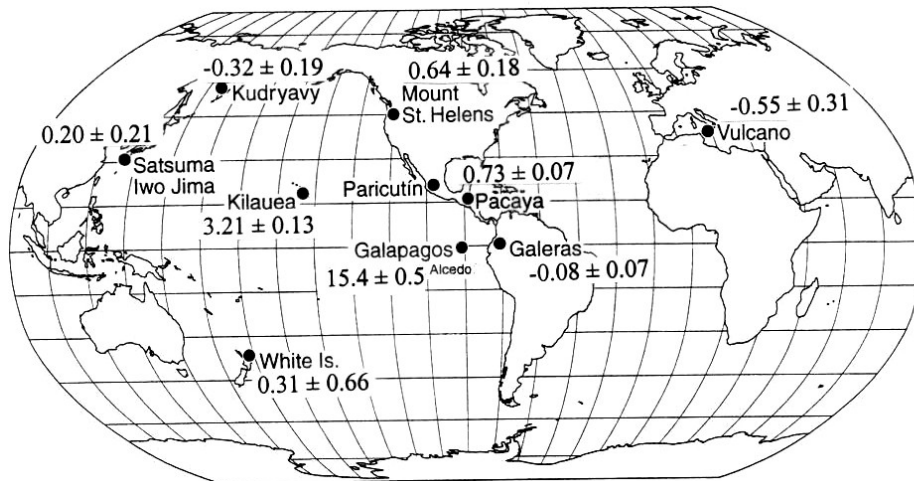 -0.32 ± 0.19
Kudryavy
0.64 ± 0.18
Mount
St. Helens
-0.55 ± 0.31
Vulcano
0.20 ± 0.21
Satsuma
Iwo Jima
Kilauea
3.21 ± 0.13
Paricutín
0.73 ± 0.07
Pacaya
Galapagos
Alcedo
15.4 ± 0.5
Galeras
-0.08 ± 0.07
White Is.
0.31 ± 0.66